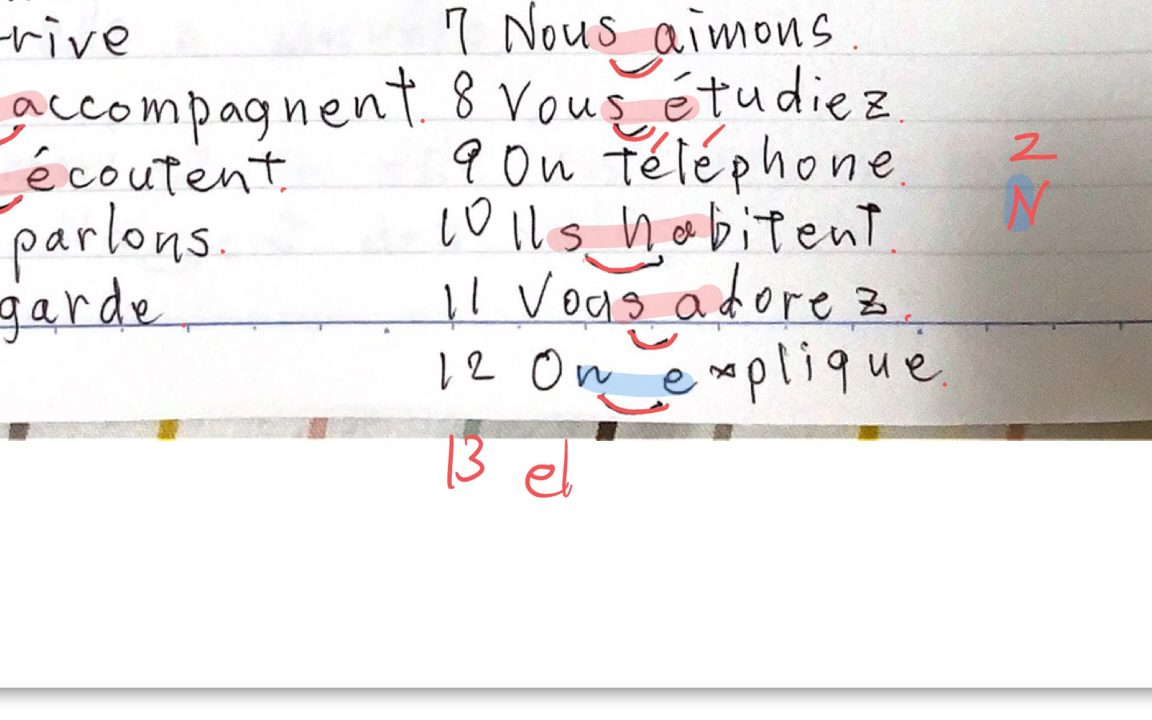 rive
accompagnent.
écoutent.
parlons.
garde.
7 Nous aimons.
8 Vous étudiez.
9 On téléphone.
10 Ils habitent.
11 Vous adorez.
12 On explique.
13 el
Z
N